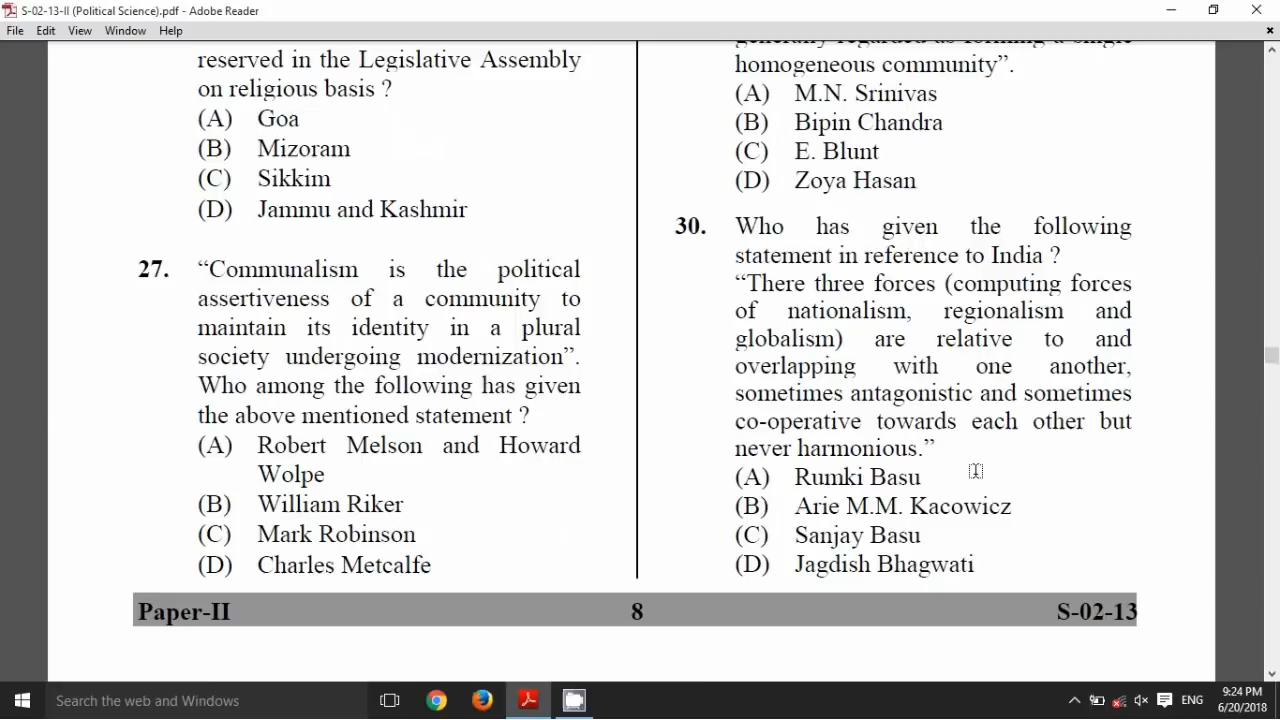 S-02-13-II (Political Science).pdf - Adobe Reader
File Edit View Window Help
reserved in the Legislative Assembly
on religious basis ?
(A) Goa
(B) Mizoram
(C) Sikkim
(D) Jammu and Kashmir
27. “Communalism is the political
assertiveness of a community to
maintain its identity in a plural
society undergoing modernization”.
Who among the following has given
the above mentioned statement ?
(A) Robert Melson and Howard
Wolpe
(B) William Riker
(C) Mark Robinson
(D) Charles Metcalfe
generally regarded as forming a single
homogeneous community”.
(A) M.N. Srinivas
(B) Bipin Chandra
(C) E. Blunt
(D) Zoya Hasan
30. Who has given the following
statement in reference to India ?
“There three forces (computing forces
of nationalism, regionalism and
globalism) are relative to and
overlapping with one another,
sometimes antagonistic and sometimes
co-operative towards each other but
never harmonious.”
(A) Rumki Basu
(B) Arie M.M. Kacowicz
(C) Sanjay Basu
(D) Jagdish Bhagwati
Paper-II 8 S-02-13
Search the web and Windows
ENG
9:24 PM
6/20/2018